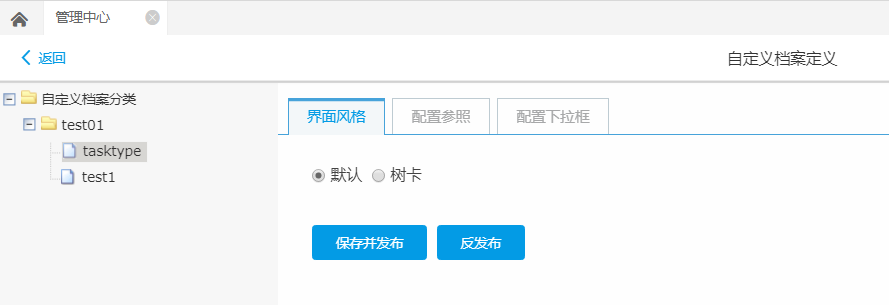 管理中心
返回
自定义档案定义
自定义档案分类
test01
tasktype
test1
界面风格 配置参照 配置下拉框
默认 树卡
保存并发布 反发布